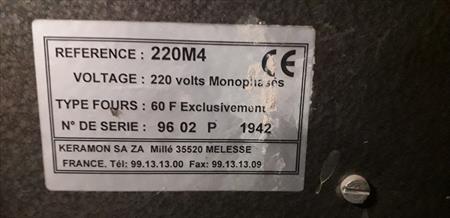 REFERENCE : 220M4
CE
VOLTAGE : 220 volts Monophasés
TYPE FOURS : 60 F Exclusivement
N° DE SERIE : 96 02 P 1942
KERAMON SA ZA Millé 35520 MELESSE
FRANCE. Tél: 99.13.13.00 Fax: 99.13.13.09